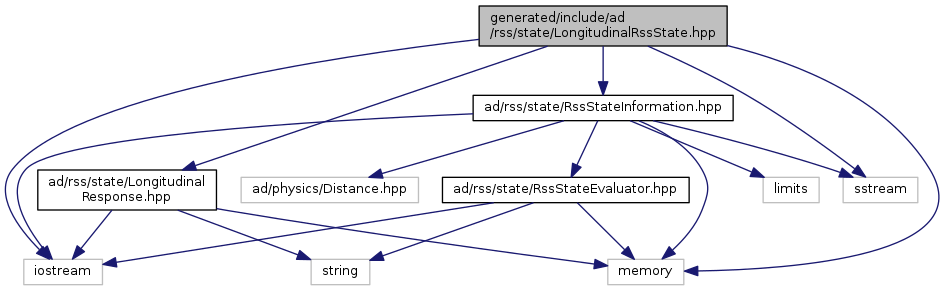 generated/include/ad
/rss/state/LongitudinalRssState.hpp
ad/rss/state/RssStateInformation.hpp
ad/rss/state/Longitudinal
Response.hpp
ad/physics/Distance.hpp
ad/rss/state/RssStateEvaluator.hpp
limits
sstream
iostream
string
memory